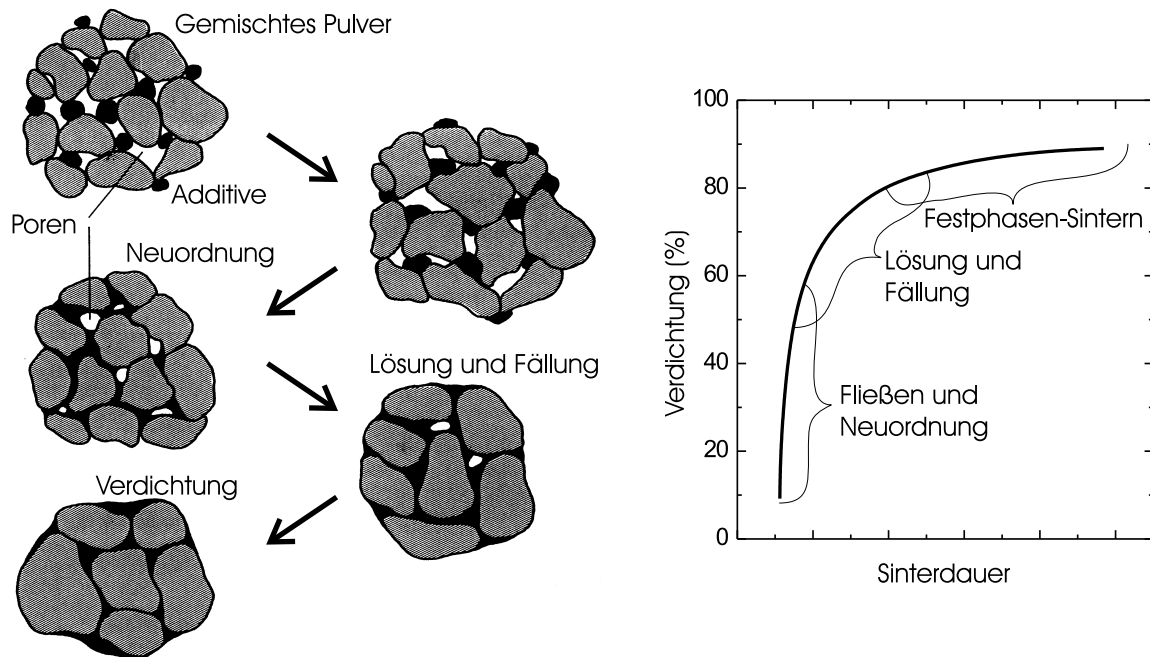 Gemischtes Pulver
Additive
Poren
Neuordnung
Lösung und Fällung
Verdichtung
100
80
60
40
20
0
Verdichtung (%)
Festphasen-Sintern
Lösung und
Fällung
Fließen und
Neuordnung
Sinterdauer